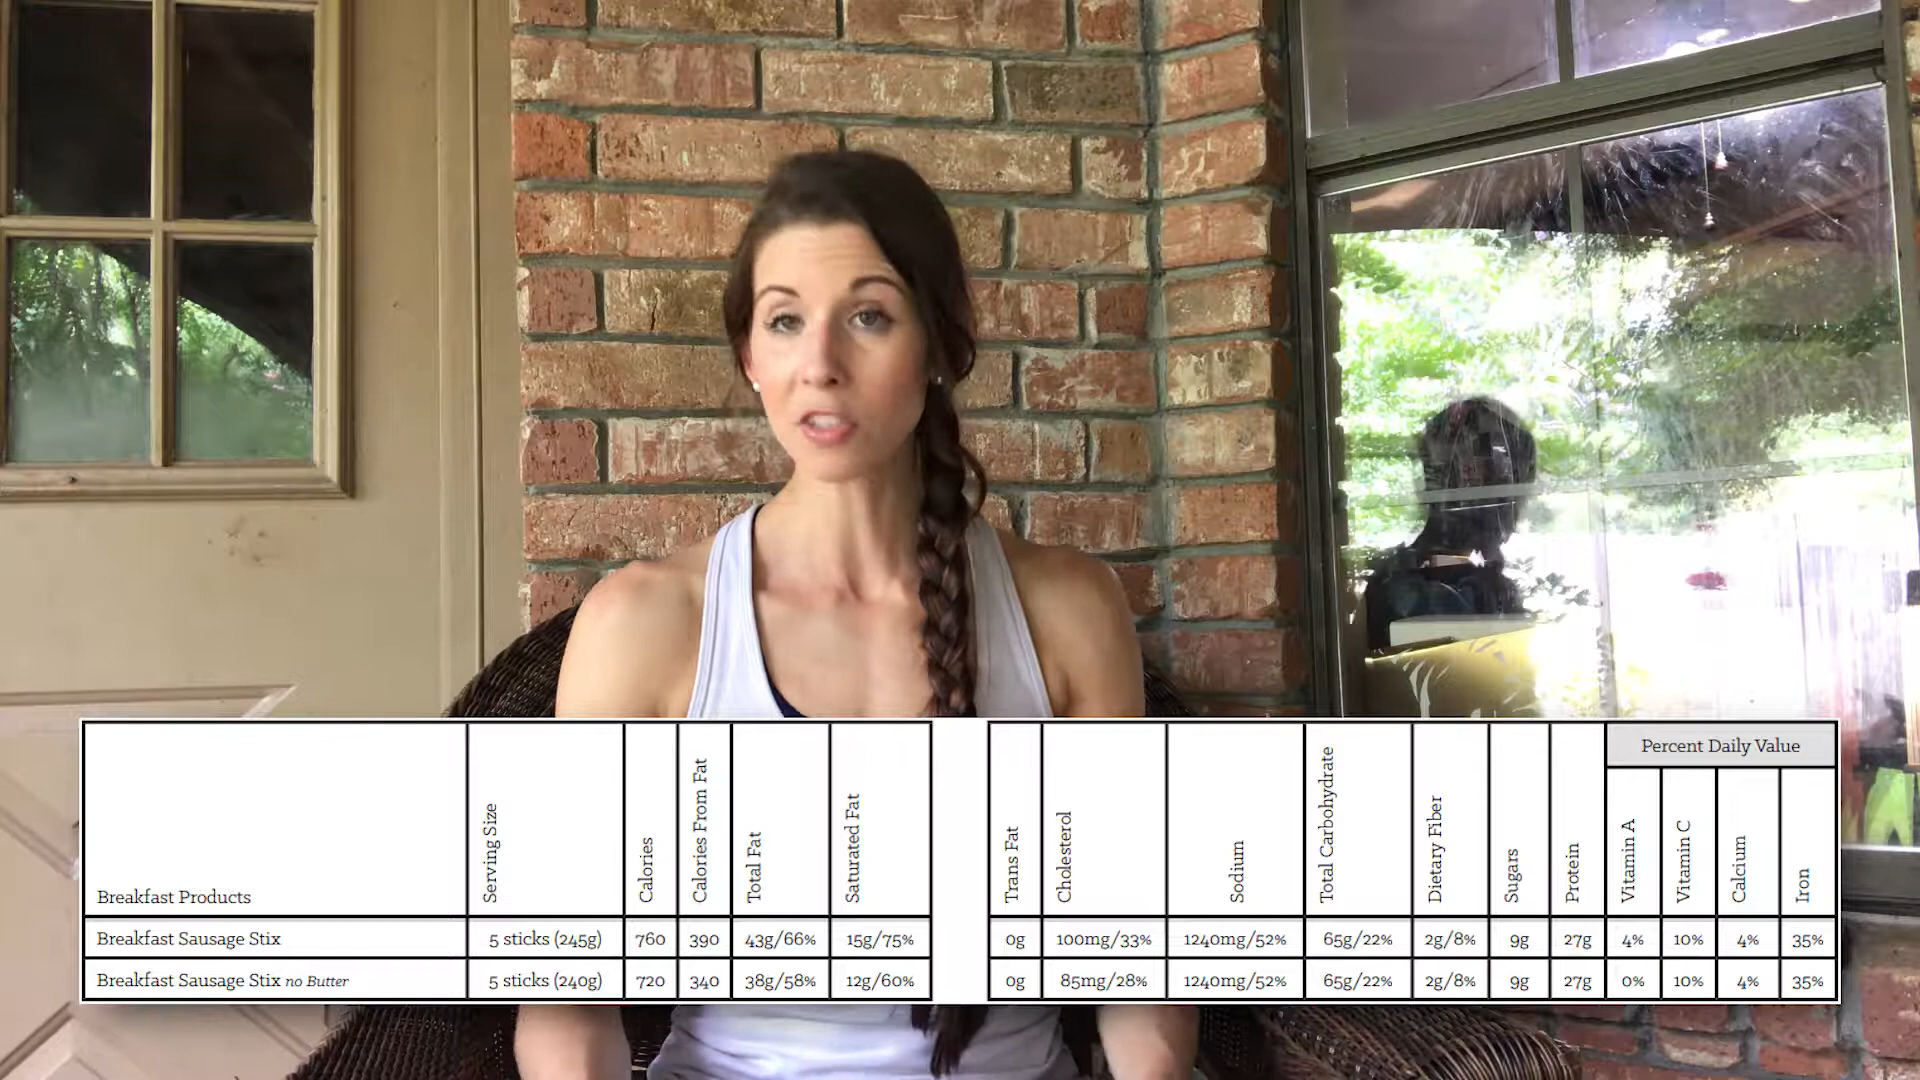 Breakfast Products
Serving Size
Calories
Calories From Fat
Total Fat
Saturated Fat
Trans Fat
Cholesterol
Sodium
Total Carbohydrate
Dietary Fiber
Sugars
Protein
Percent Daily Value
Vitamin A
Vitamin C
Calcium
Iron
Breakfast Sausage Stix 5 sticks (245g) 760 390 43g/66% 15g/75% 0g 100mg/33% 1240mg/52% 65g/22% 2g/8% 9g 27g 4% 10% 4% 35%
Breakfast Sausage Stix no Butter 5 sticks (240g) 720 340 38g/58% 12g/60% 0g 85mg/28% 1240mg/52% 65g/22% 2g/8% 9g 27g 0% 10% 4% 35%